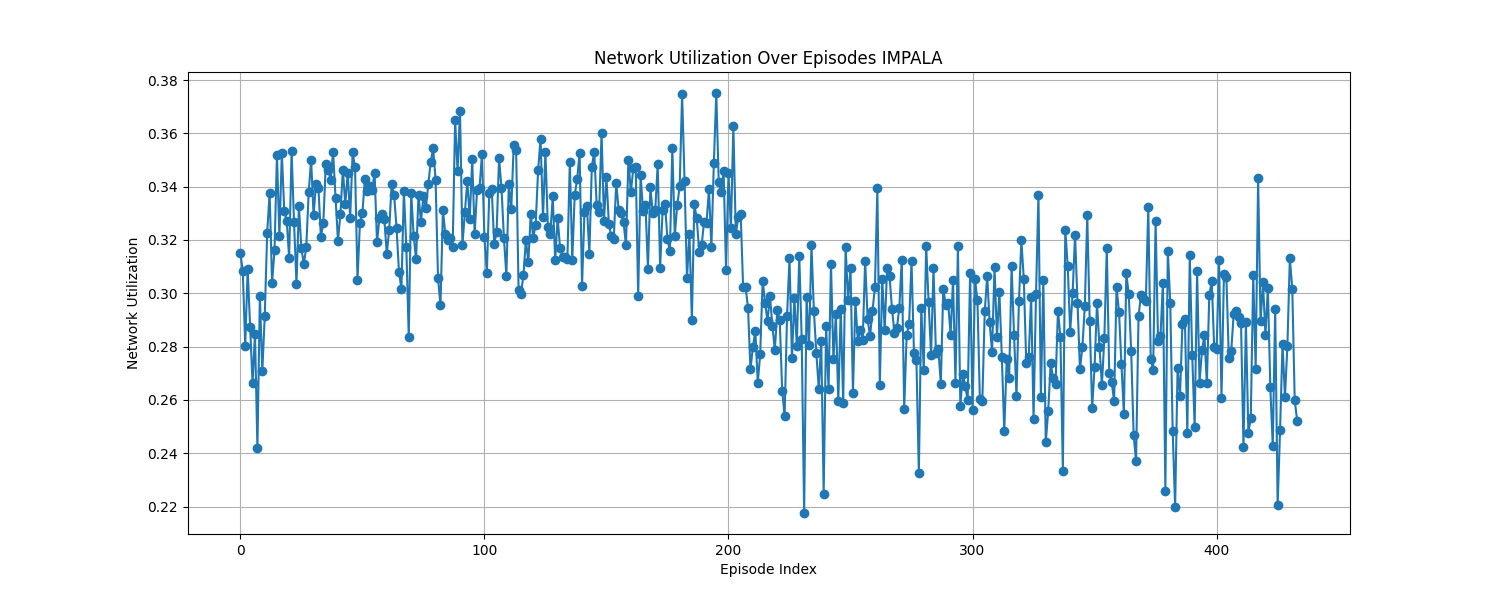 Network Utilization Over Episodes IMPALA
0.38
0.36
0.34
0.32
0.30
0.28
0.26
0.24
0.22
Network Utilization
0 100 200 300 400
Episode Index